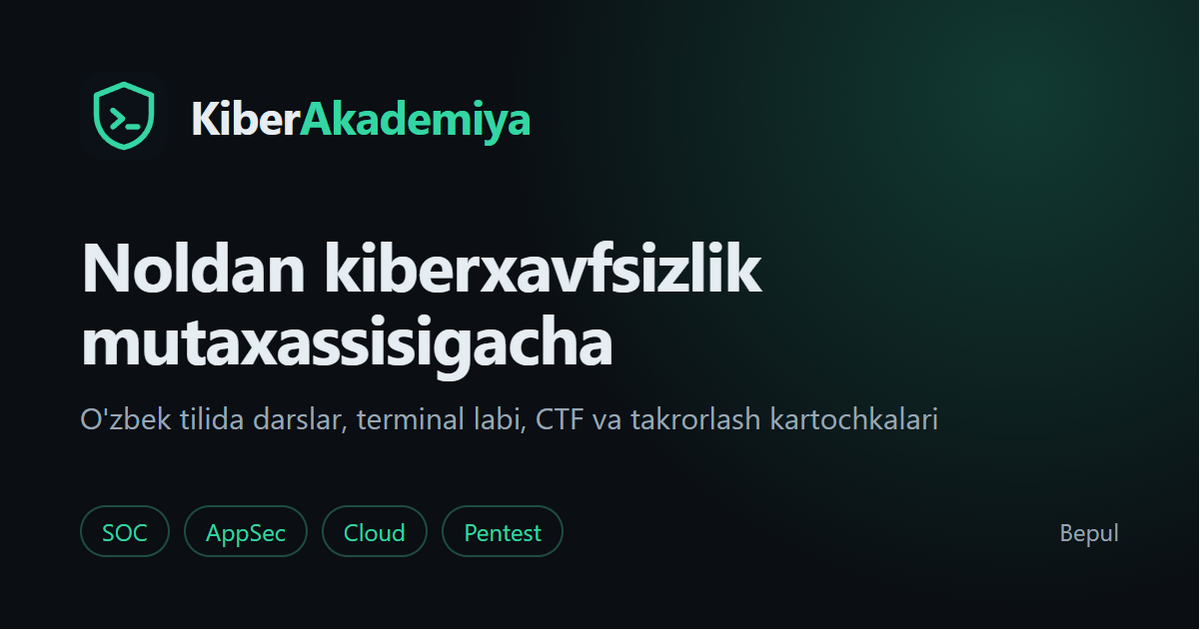 KiberAkademiya
Noldan kiberxavfsizlik
mutaxassisigacha
O'zbek tilida darslar, terminal labi, CTF va takrorlash kartochkalari
SOC AppSec Cloud Pentest Bepul